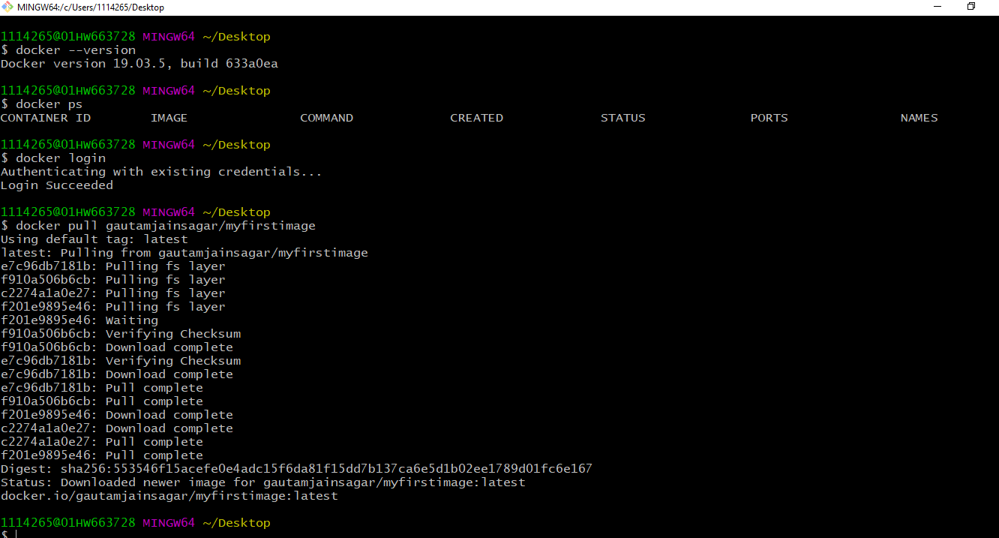 MINGW64:/c/Users/1114265/Desktop
1114265@01HW663728 MINGW64 ~/Desktop
$ docker --version
Docker version 19.03.5, build 633a0ea
1114265@01HW663728 MINGW64 ~/Desktop
$ docker ps
CONTAINER ID        IMAGE               COMMAND             CREATED             STATUS              PORTS               NAMES
1114265@01HW663728 MINGW64 ~/Desktop
$ docker login
Authenticating with existing credentials...
Login Succeeded
1114265@01HW663728 MINGW64 ~/Desktop
$ docker pull gautamjainsagar/myfirstimage
Using default tag: latest
latest: Pulling from gautamjainsagar/myfirstimage
e7c96db7181b: Pulling fs layer
f910a506b6cb: Pulling fs layer
c2274a1a0e27: Pulling fs layer
f201e9895e46: Pulling fs layer
f201e9895e46: Waiting
f910a506b6cb: Verifying Checksum
f910a506b6cb: Download complete
e7c96db7181b: Verifying Checksum
e7c96db7181b: Download complete
e7c96db7181b: Pull complete
f910a506b6cb: Pull complete
f201e9895e46: Download complete
c2274a1a0e27: Download complete
c2274a1a0e27: Pull complete
f201e9895e46: Pull complete
Digest: sha256:553546f15acefe0e4adc15f6da81f15dd7b137ca6e5d1b02ee1789d01fc6e167
Status: Downloaded newer image for gautamjainsagar/myfirstimage:latest
docker.io/gautamjainsagar/myfirstimage:latest
1114265@01HW663728 MINGW64 ~/Desktop
$